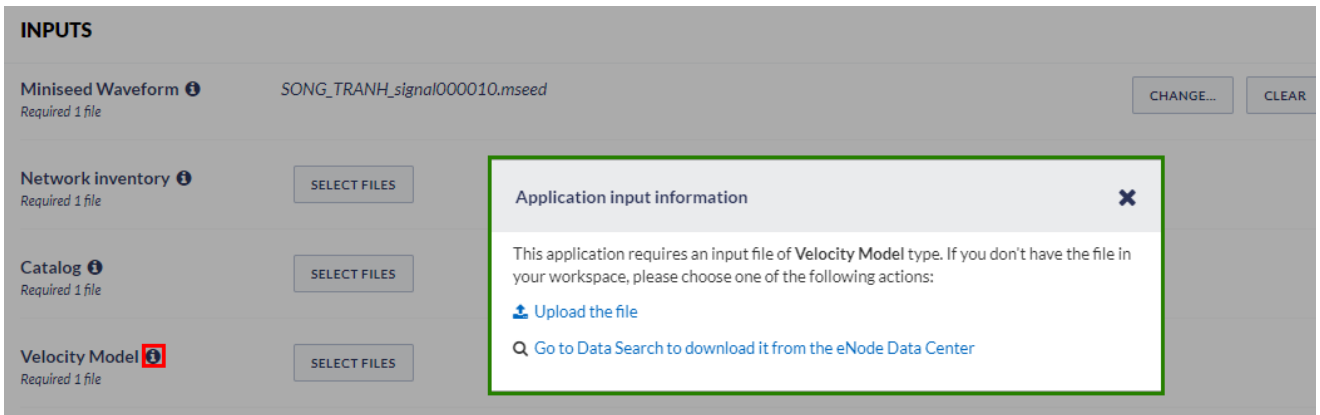 INPUTS
Miniseed Waveform
SONG_TRANH_signal000010.mseed
CHANGE...
CLEAR
Required 1 file
Network inventory
Required 1 file
SELECT FILES
Application input information
This application requires an input file of Velocity Model type. If you don't have the file in
your workspace, please choose one of the following actions:
Upload the file
Go to Data Search to download it from the eNode Data Center
Catalog
Required 1 file
SELECT FILES
Velocity Model
Required 1 file
SELECT FILES